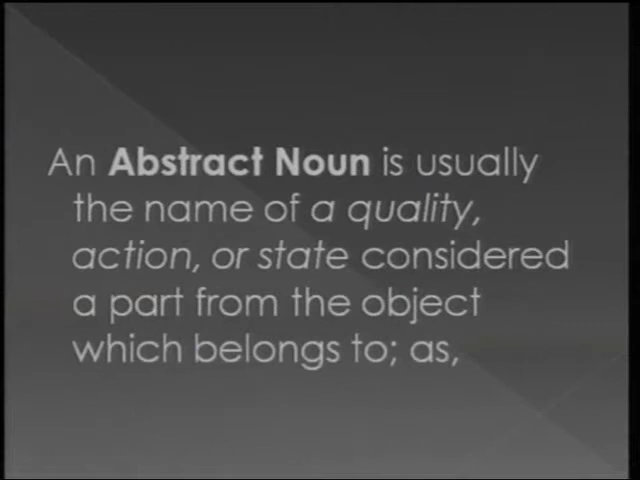 An Abstract Noun is usually
the name of a quality,
action, or state considered
a part from the object
which belongs to; as,